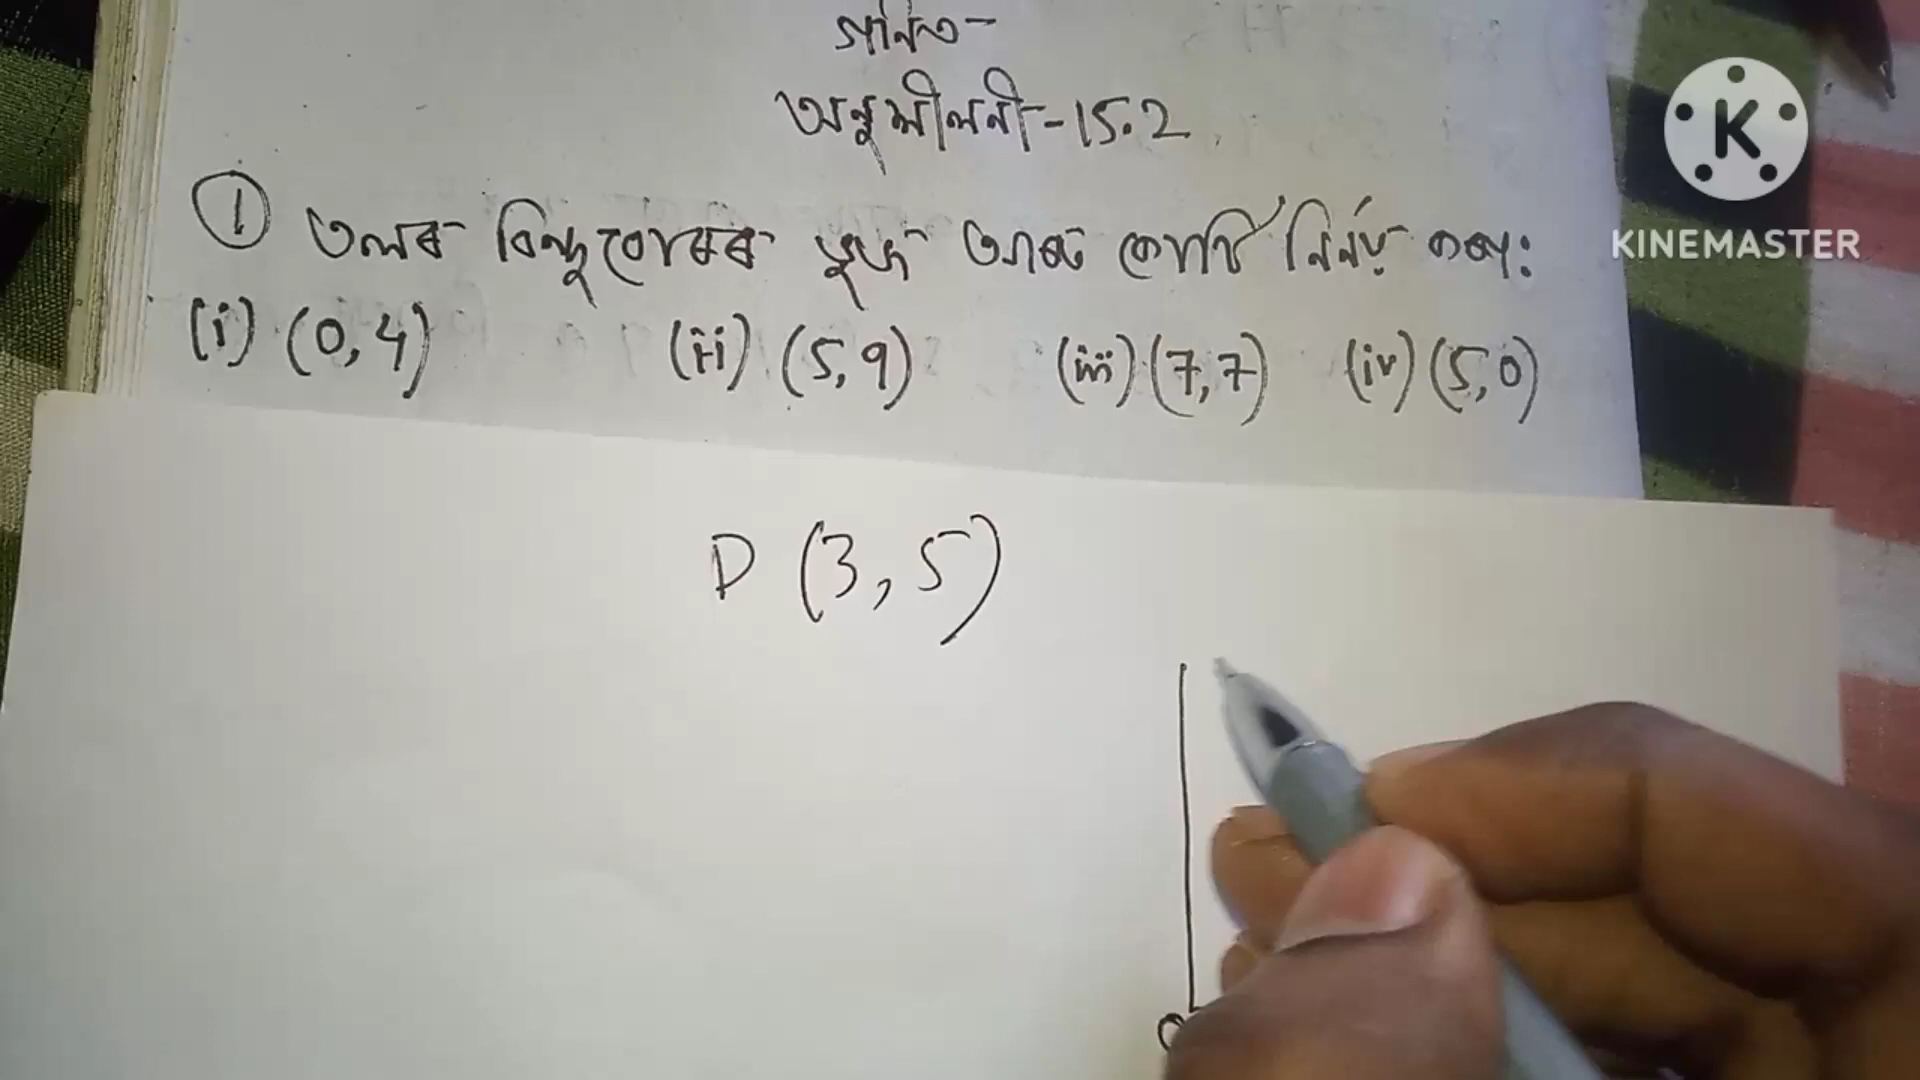 গণিত
অনুশীলনী-15.2
① তলৰ বিন্দুবোৰৰ ভুজ আৰু কোটি নিৰ্ণয় কৰা:
(i) (0,4) (ii) (5,9) (iii) (7,7) (iv) (5,0)
D (3,5)
O
K
KINEMASTER